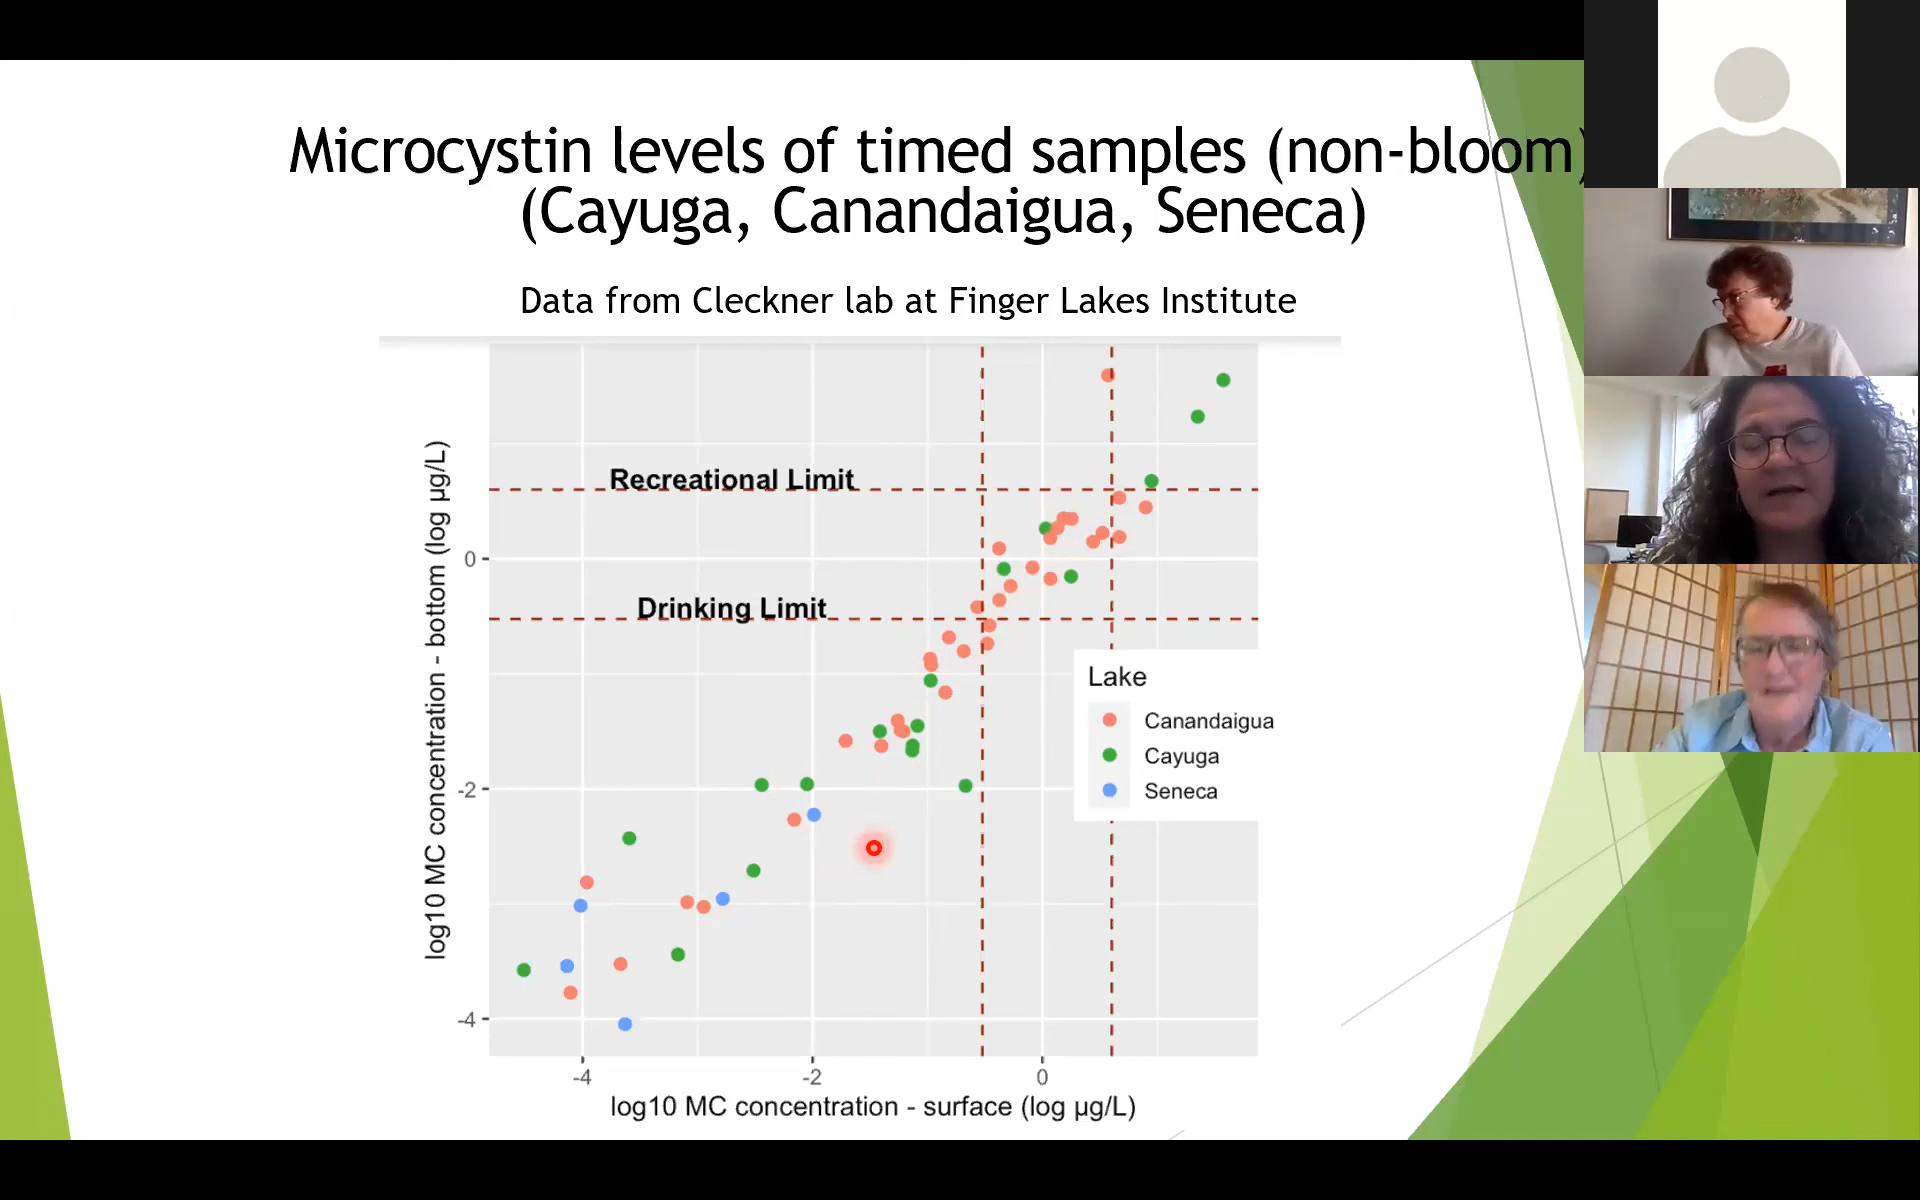 Microcystin levels of timed samples (non-bloom)
(Cayuga, Canandaigua, Seneca)
Data from Cleckner lab at Finger Lakes Institute
log10 MC concentration - bottom (log µg/L)
Recreational Limit
0
Drinking Limit
-2
-4
Lake
Canandaigua
Cayuga
Seneca
-4 -2 0
log10 MC concentration - surface (log µg/L)